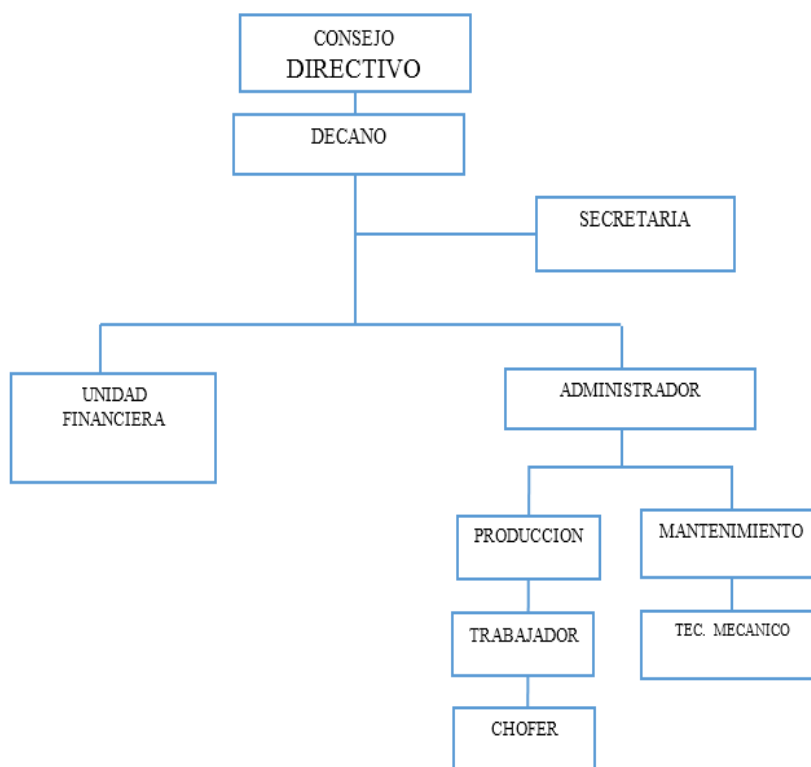 CONSEJO
DIRECTIVO
DECANO
SECRETARIA
UNIDAD
FINANCIERA
ADMINISTRADOR
PRODUCCION
MANTENIMIENTO
TRABAJADOR
TEC. MECANICO
CHOFER